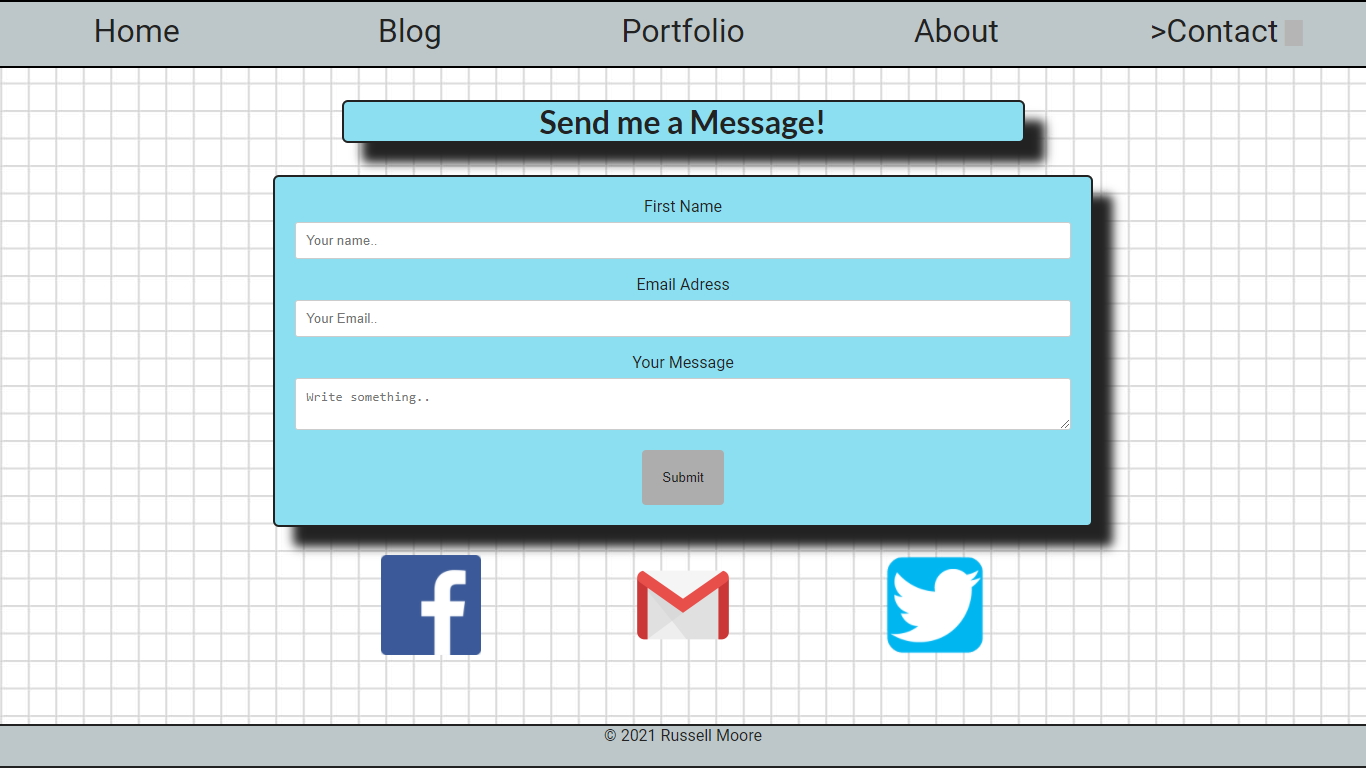 Home Blog Portfolio About >Contact
Send me a Message!
First Name
Your name..
Email Adress
Your Email..
Your Message
Write something..
Submit
© 2021 Russell Moore